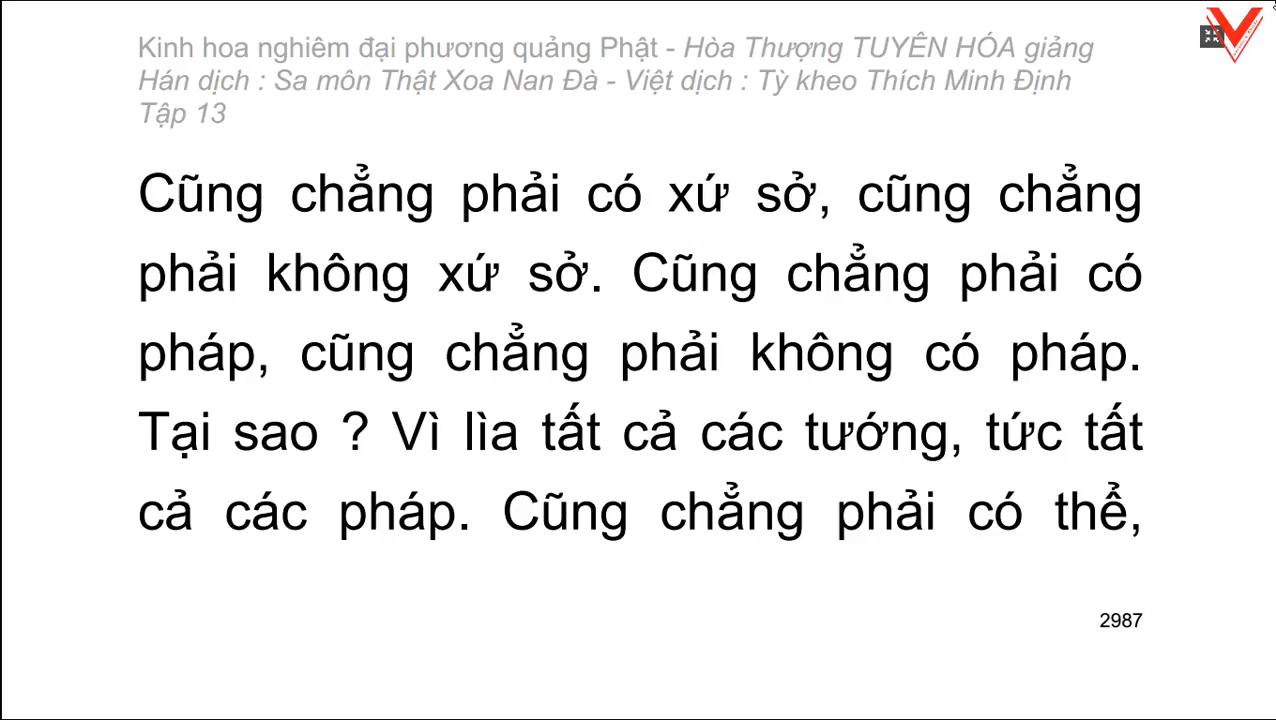 Kinh hoa nghiêm đại phương quảng Phật - Hòa Thượng TUYÊN HÓA giảng
Hán dịch : Sa môn Thật Xoa Nan Đà - Việt dịch : Tỳ kheo Thích Minh Định
Tập 13
Cũng chẳng phải có xứ sở, cũng chẳng
phải không xứ sở. Cũng chẳng phải có
pháp, cũng chẳng phải không có pháp.
Tại sao ? Vì lìa tất cả các tướng, tức tất
cả các pháp. Cũng chẳng phải có thể,
2987